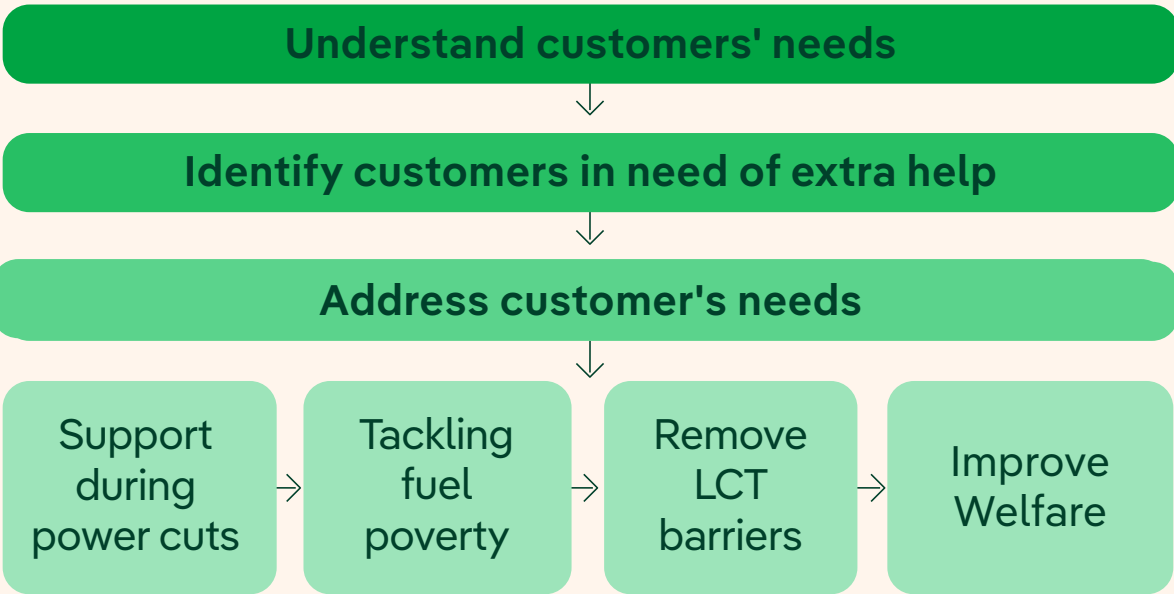 Understand customers' needs
Identify customers in need of extra help
Address customer's needs
Support
during
power cuts
Tackling
fuel
poverty
Remove
LCT
barriers
Improve
Welfare